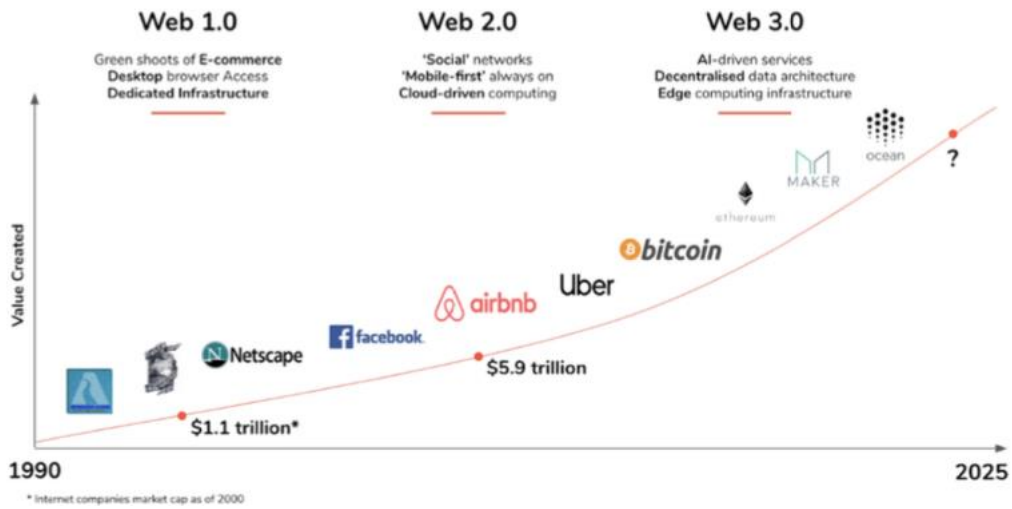 Web 1.0
Green shoots of E-commerce
Desktop browser Access
Dedicated Infrastructure
Web 2.0
'Social' networks
'Mobile-first' always on
Cloud-driven computing
Web 3.0
AI-driven services
Decentralised data architecture
Edge computing infrastructure
ocean
?
MAKER
ethereum
bitcoin
Uber
airbnb
facebook.
Netscape
$5.9 trillion
$1.1 trillion*
Value Created
1990
2025
* Internet companies market cap as of 2000